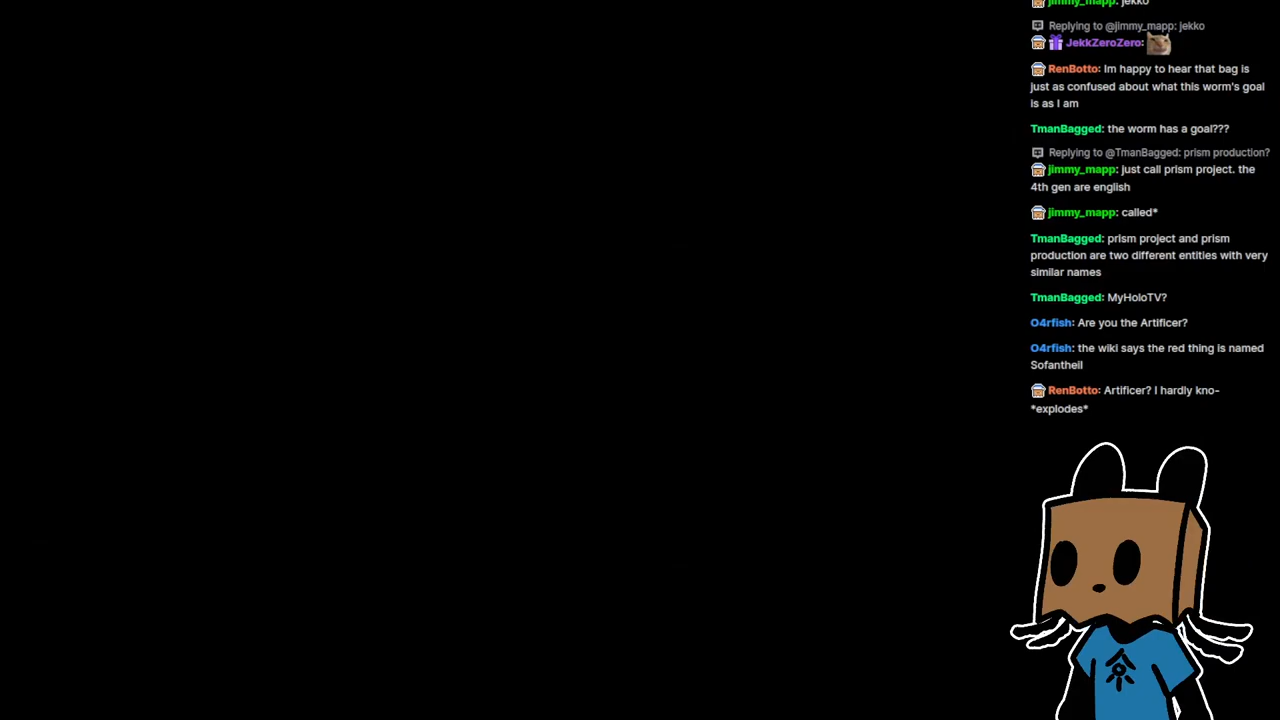 jimmy_mapp: jekko
Replying to @jimmy_mapp: jekko
JekkZeroZero:
RenBotto: Im happy to hear that bag is
just as confused about what this worm's goal
is as I am
TmanBagged: the worm has a goal???
Replying to @TmanBagged: prism production?
jimmy_mapp: just call prism project. the
4th gen are english
jimmy_mapp: called*
TmanBagged: prism project and prism
production are two different entities with very
similar names
TmanBagged: MyHoloTV?
O4rfish: Are you the Artificer?
O4rfish: the wiki says the red thing is named
Sofantheil
RenBotto: Artificer? I hardly kno-
*explodes*